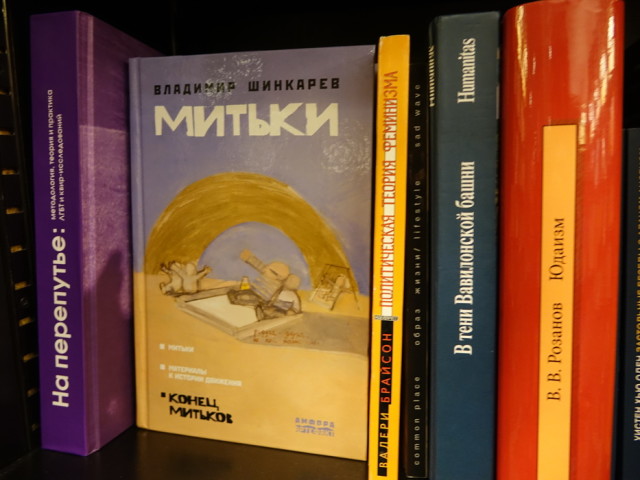 На перепутье:
методология, теория и практика
ЛГБТ и квир-исследований
ВЛАДИМИР ШИНКАРЕВ
МИТЬКИ
МИТЬКИ
МАТЕРИАЛЫ
К ИСТОРИИ ДВИЖЕНИЯ
КОНЕЦ
МИТЬКОВ
ВАЛЕРИ БРАЙСОН
ПОЛИТИЧЕСКАЯ ТЕОРИЯ ФЕМИНИЗМА
common place образ жизни/lifestyle sad wave
В тени Вавилонской башни
Humanitas
В. В. Розанов Юдаизм